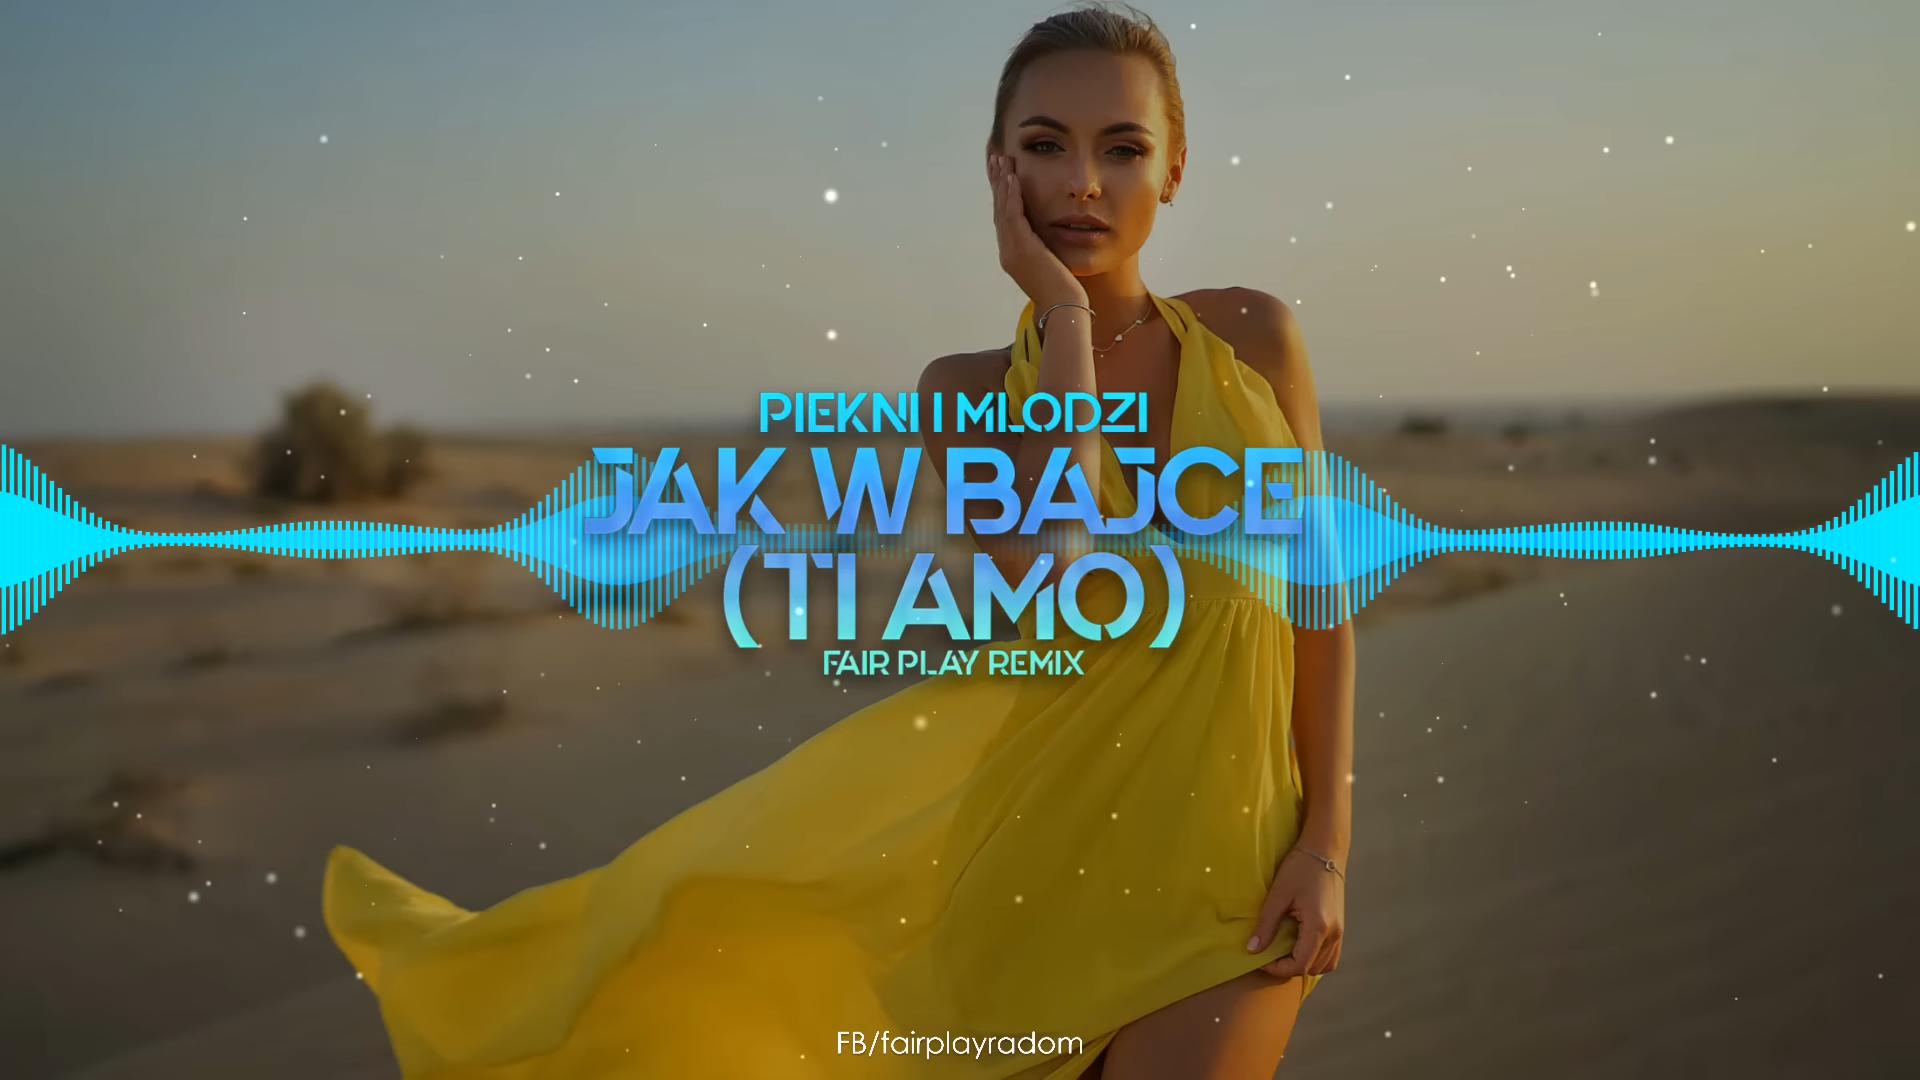 PIEKNI I MLODZI
JAK W BAJCE
(TI AMO)
FAIR PLAY REMIX
FB/fairplayradom